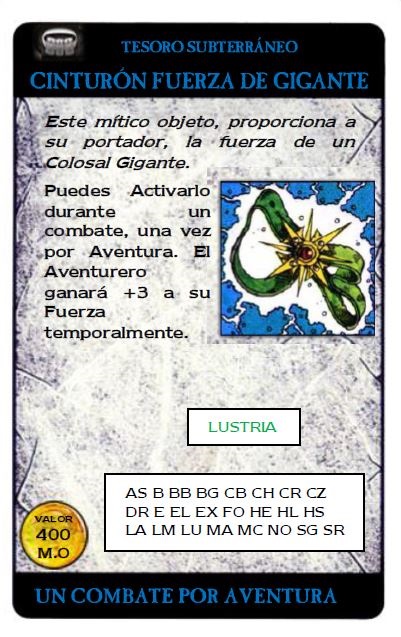 TESORO SUBTERRÁNEO
CINTURÓN FUERZA DE GIGANTE
Este mítico objeto, proporciona a
su portador, la fuerza de un
Colosal Gigante.
Puedes Activarlo
durante un
combate, una vez
por Aventura. El
Aventurero
ganará +3 a su
Fuerza
temporalmente.
LUSTRIA
AS B BB BG CB CH CR CZ
DR E EL EX FO HE HL HS
LA LM LU MA MC NO SG SR
VALOR
400
M.O
UN COMBATE POR AVENTURA